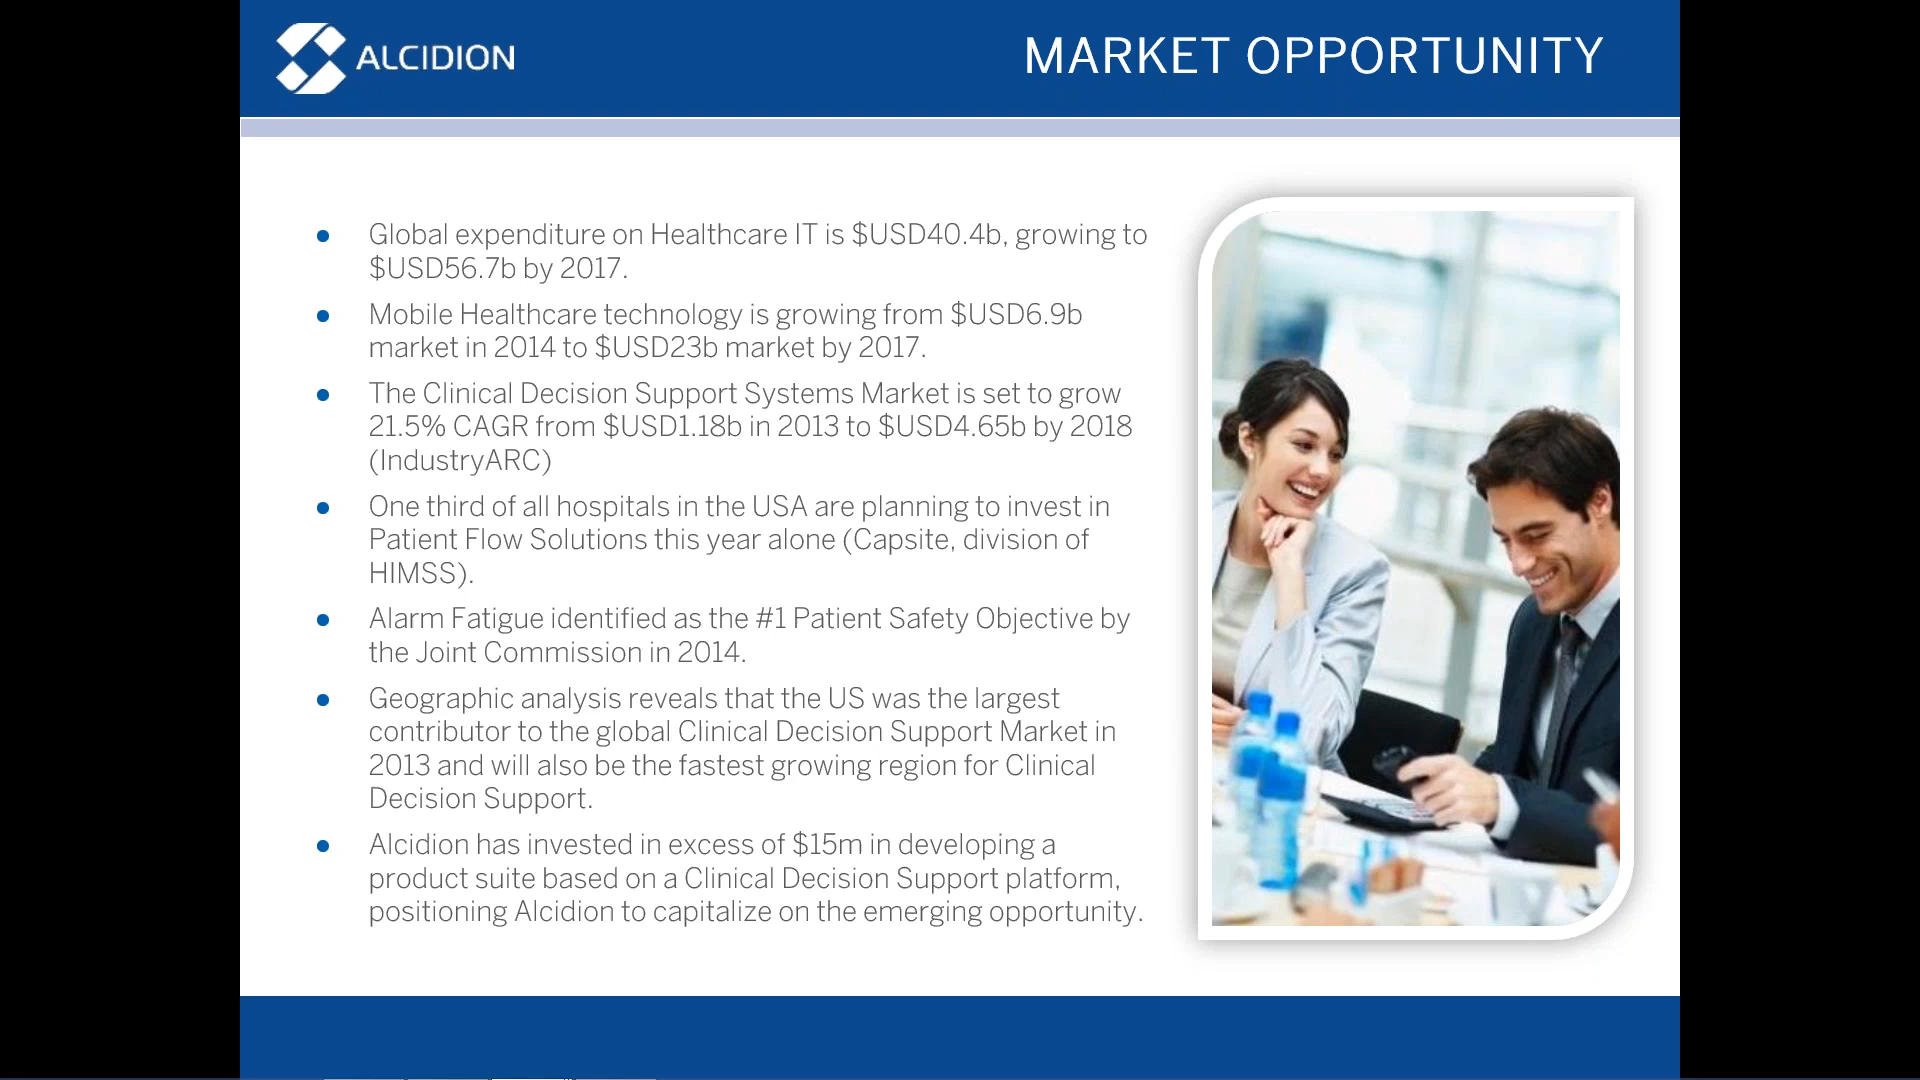 ALCIDION
MARKET OPPORTUNITY
Global expenditure on Healthcare IT is $USD40.4b, growing to
$USD56.7b by 2017.
Mobile Healthcare technology is growing from $USD6.9b
market in 2014 to $USD23b market by 2017.
The Clinical Decision Support Systems Market is set to grow
21.5% CAGR from $USD1.18b in 2013 to $USD4.65b by 2018
(IndustryARC)
One third of all hospitals in the USA are planning to invest in
Patient Flow Solutions this year alone (Capsite, division of
HIMSS).
Alarm Fatigue identified as the #1 Patient Safety Objective by
the Joint Commission in 2014.
Geographic analysis reveals that the US was the largest
contributor to the global Clinical Decision Support Market in
2013 and will also be the fastest growing region for Clinical
Decision Support.
Alcidion has invested in excess of $15m in developing a
product suite based on a Clinical Decision Support platform,
positioning Alcidion to capitalize on the emerging opportunity.